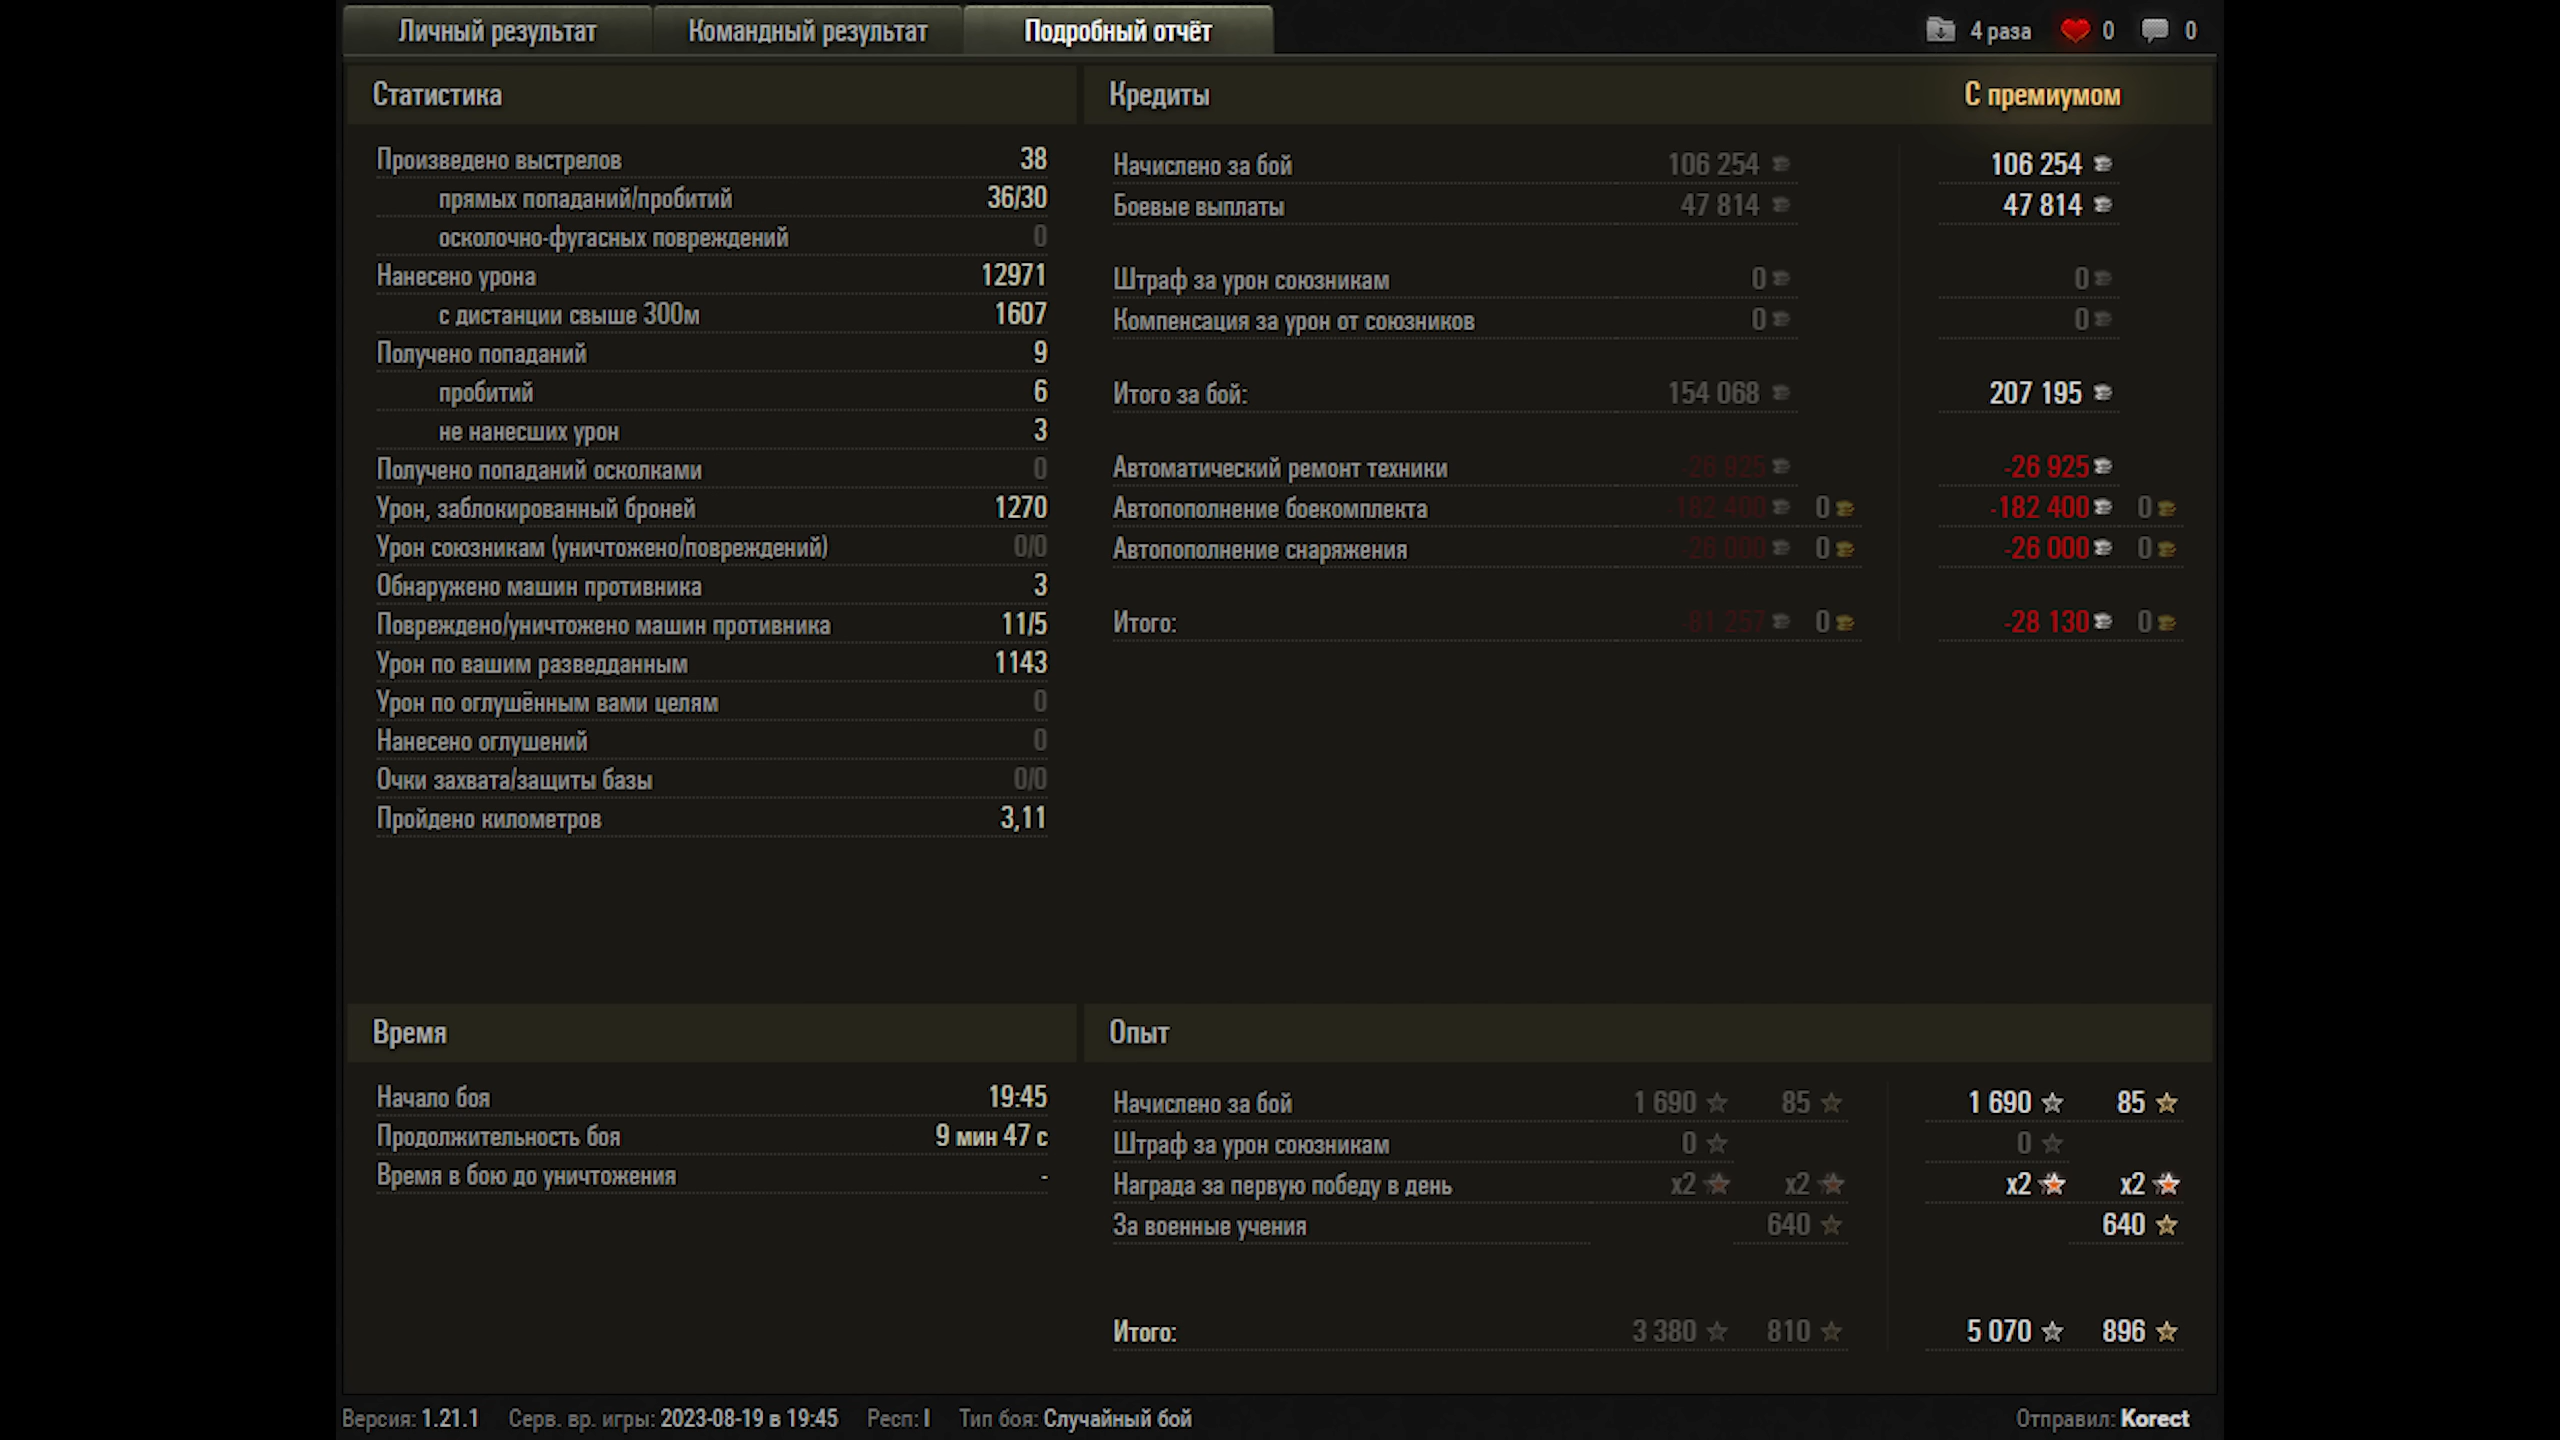 Личный результат Командный результат Подробный отчёт 4 раза 0 0
Статистика
Произведено выстрелов 38
прямых попаданий/пробитий 36/30
осколочно-фугасных повреждений 0
Нанесено урона 12971
с дистанции свыше 300м 1607
Получено попаданий 9
пробитий 6
не нанесших урон 3
Получено попаданий осколками 0
Урон, заблокированный броней 1270
Урон союзникам (уничтожено/повреждений) 0/0
Обнаружено машин противника 3
Повреждено/уничтожено машин противника 11/5
Урон по вашим разведданным 1143
Урон по оглушённым вами целям 0
Нанесено оглушений 0
Очки захвата/защиты базы 0/0
Пройдено километров 3,11
Кредиты С премиумом
Начислено за бой 106 254 106 254
Боевые выплаты 47 814 47 814
Штраф за урон союзникам 0 0
Компенсация за урон от союзников 0 0
Итого за бой: 154 068 207 195
Автоматический ремонт техники -26 925 -26 925
Автопополнение боекомплекта -182 400 0 -182 400 0
Автопополнение снаряжения -26 000 0 -26 000 0
Итого: -81 257 0 -28 130 0
Время
Начало боя 19:45
Продолжительность боя 9 мин 47 с
Время в бою до уничтожения -
Опыт
Начислено за бой 1 690 85 1 690 85
Штраф за урон союзникам 0 0
Награда за первую победу в день x2 x2 x2 x2
За военные учения 640 640
Итого: 3 380 810 5 070 896
Версия: 1.21.1 Серв. вр. игры: 2023-08-19 в 19:45 Респ: I Тип боя: Случайный бой Отправил: Korect